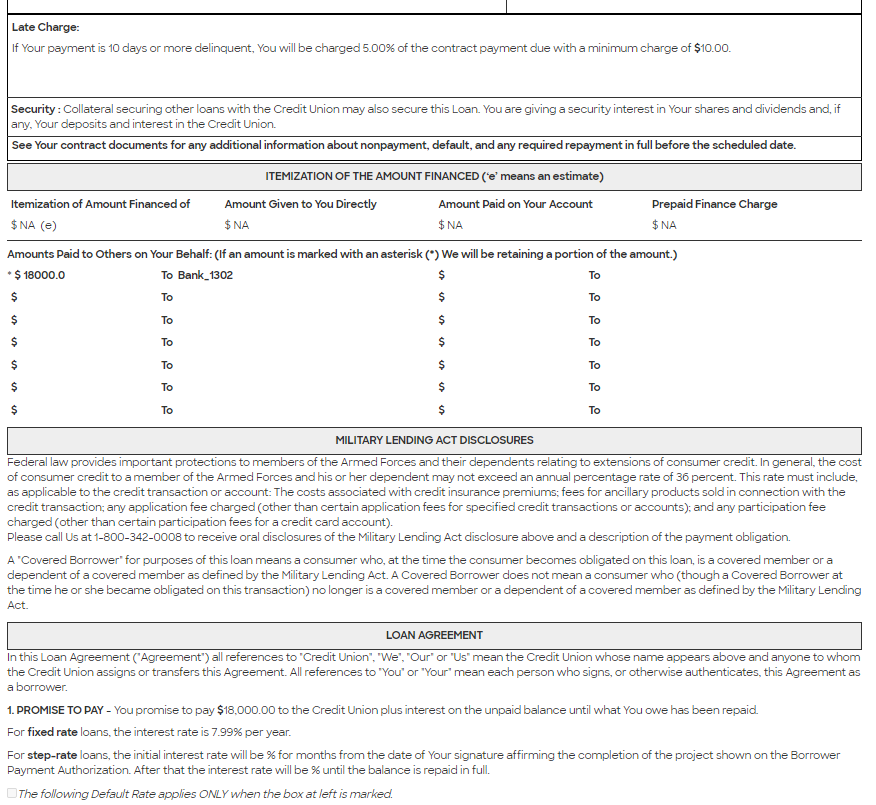 Late Charge:
If Your payment is 10 days or more delinquent, You will be charged 5.00% of the contract payment due with a minimum charge of $10.00.
Security : Collateral securing other loans with the Credit Union may also secure this Loan. You are giving a security interest in Your shares and dividends and, if
any, Your deposits and interest in the Credit Union.
See Your contract documents for any additional information about nonpayment, default, and any required repayment in full before the scheduled date.
ITEMIZATION OF THE AMOUNT FINANCED ('e' means an estimate)
Itemization of Amount Financed of Amount Given to You Directly Amount Paid on Your Account Prepaid Finance Charge
$ NA (e) $ NA $ NA $ NA
Amounts Paid to Others on Your Behalf: (If an amount is marked with an asterisk (*) We will be retaining a portion of the amount.)
* $ 18000.0 To Bank_1302 $ To
$ To $ To
$ To $ To
$ To $ To
$ To $ To
$ To $ To
$ To $ To
MILITARY LENDING ACT DISCLOSURES
Federal law provides important protections to members of the Armed Forces and their dependents relating to extensions of consumer credit. In general, the cost
of consumer credit to a member of the Armed Forces and his or her dependent may not exceed an annual percentage rate of 36 percent. This rate must include,
as applicable to the credit transaction or account: The costs associated with credit insurance premiums; fees for ancillary products sold in connection with the
credit transaction; any application fee charged (other than certain application fees for specified credit transactions or accounts); and any participation fee
charged (other than certain participation fees for a credit card account).
Please call Us at 1-800-342-0008 to receive oral disclosures of the Military Lending Act disclosure above and a description of the payment obligation.
A "Covered Borrower" for purposes of this loan means a consumer who, at the time the consumer becomes obligated on this loan, is a covered member or a
dependent of a covered member as defined by the Military Lending Act. A Covered Borrower does not mean a consumer who (though a Covered Borrower at
the time he or she became obligated on this transaction) no longer is a covered member or a dependent of a covered member as defined by the Military Lending
Act.
LOAN AGREEMENT
In this Loan Agreement ("Agreement") all references to "Credit Union", "We", "Our" or "Us" mean the Credit Union whose name appears above and anyone to whom
the Credit Union assigns or transfers this Agreement. All references to "You" or "Your" mean each person who signs, or otherwise authenticates, this Agreement as
a borrower.
1. PROMISE TO PAY - You promise to pay $18,000.00 to the Credit Union plus interest on the unpaid balance until what You owe has been repaid.
For fixed rate loans, the interest rate is 7.99% per year.
For step-rate loans, the initial interest rate will be % for months from the date of Your signature affirming the completion of the project shown on the Borrower
Payment Authorization. After that the interest rate will be % until the balance is repaid in full.
The following Default Rate applies ONLY when the box at left is marked.